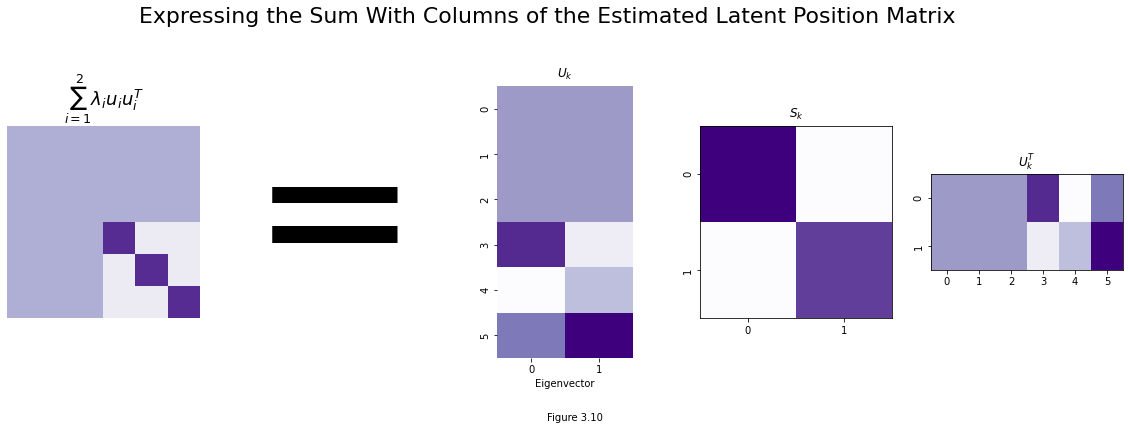 Expressing the Sum With Columns of the Estimated Latent Position Matrix
2
∑ λᵢuᵢuᵢᵀ
i=1
=
Uₖ
0
1
2
3
4
5
0 1
Eigenvector
Sₖ
0
1
0 1
Uₖᵀ
0
1
0 1 2 3 4 5
Figure 3.10